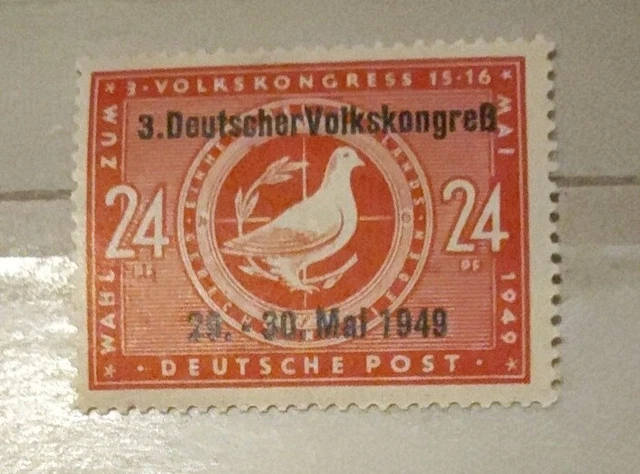 * WAHL ZUM * 3·VOLKSKONGRESS 15-16 * MAI 1949 *
3. Deutscher Volkskongreß
24 24
PF
29. - 30. Mai 1949
· DEUTSCHE POST ·